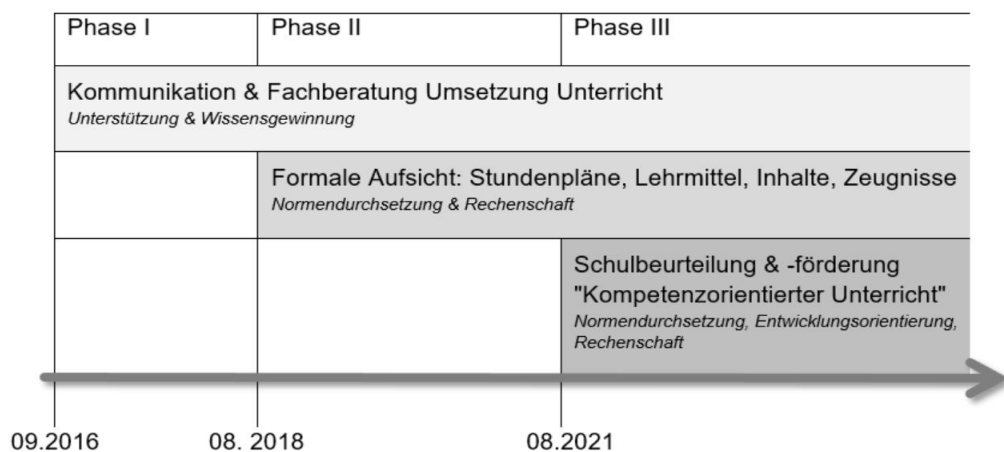 Phase I
Phase II
Phase III
Kommunikation & Fachberatung Umsetzung Unterricht
Unterstützung & Wissensgewinnung
Formale Aufsicht: Stundenpläne, Lehrmittel, Inhalte, Zeugnisse
Normendurchsetzung & Rechenschaft
Schulbeurteilung & -förderung
"Kompetenzorientierter Unterricht"
Normendurchsetzung, Entwicklungsorientierung,
Rechenschaft
09.2016
08. 2018
08.2021